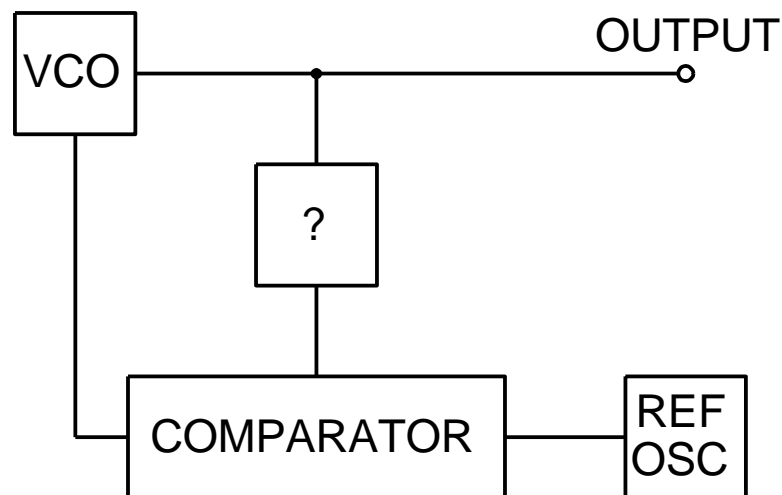 OUTPUT
VCO
?
COMPARATOR
REF
OSC